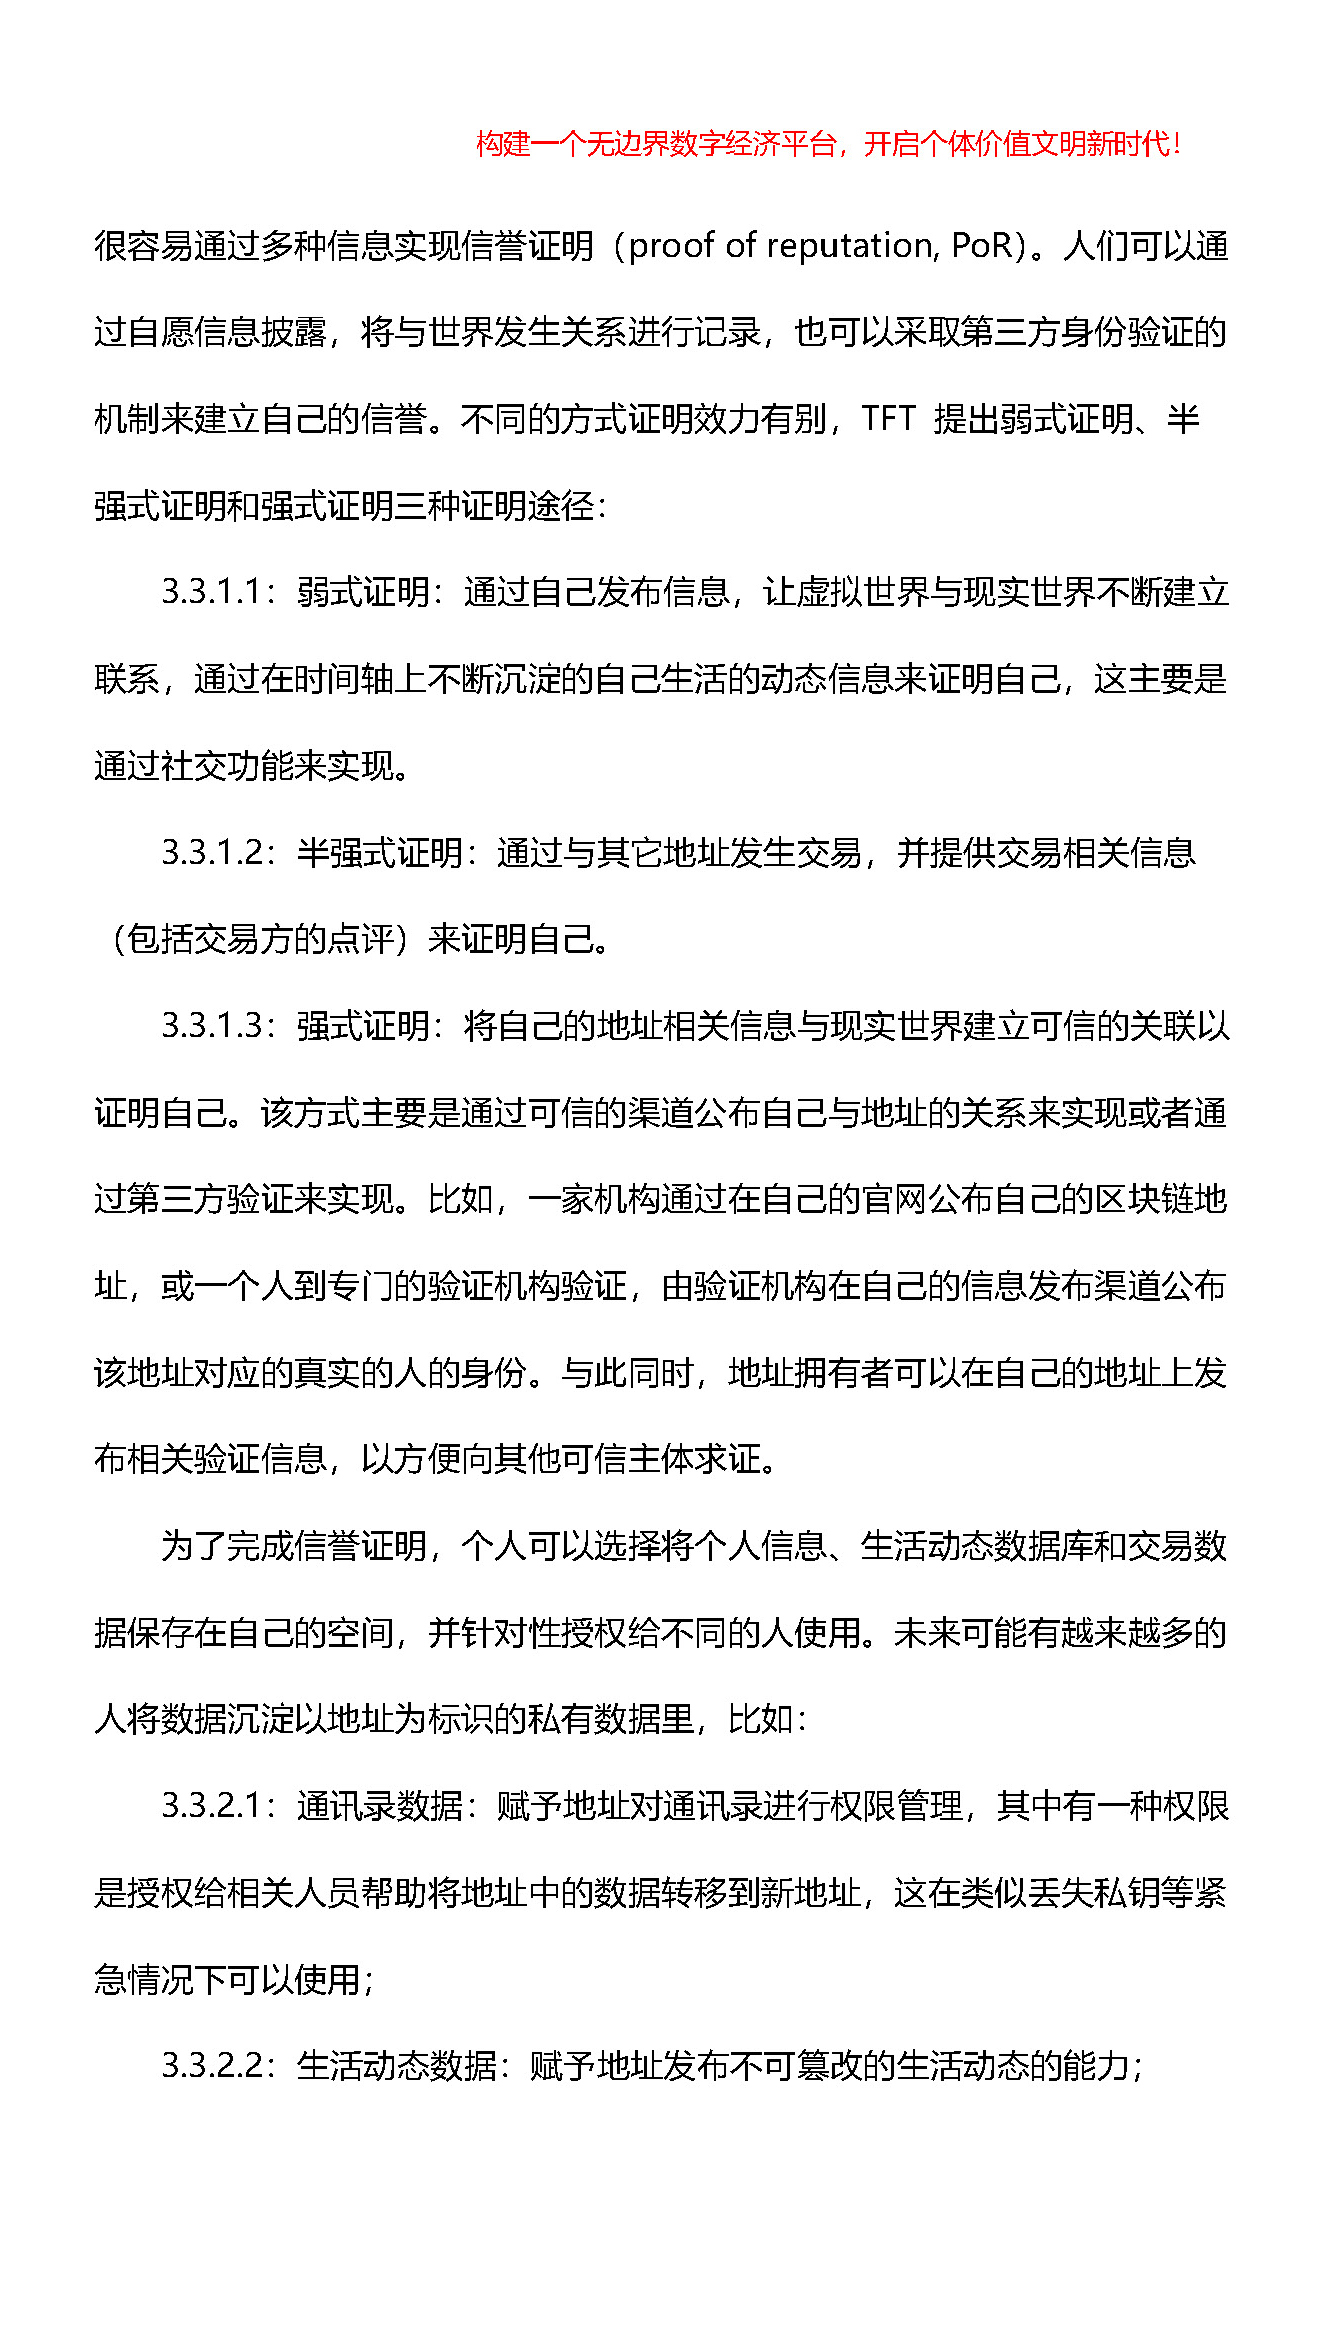 构建一个无边界数字经济平台，开启个体价值文明新时代！
很容易通过多种信息实现信誉证明（proof of reputation, PoR）。人们可以通
过自愿信息披露，将与世界发生关系进行记录，也可以采取第三方身份验证的
机制来建立自己的信誉。不同的方式证明效力有别，TFT 提出弱式证明、半
强式证明和强式证明三种证明途径：
3.3.1.1：弱式证明：通过自己发布信息，让虚拟世界与现实世界不断建立
联系，通过在时间轴上不断沉淀的自己生活的动态信息来证明自己，这主要是
通过社交功能来实现。
3.3.1.2：半强式证明：通过与其它地址发生交易，并提供交易相关信息
（包括交易方的点评）来证明自己。
3.3.1.3：强式证明：将自己的地址相关信息与现实世界建立可信的关联以
证明自己。该方式主要是通过可信的渠道公布自己与地址的关系来实现或者通
过第三方验证来实现。比如，一家机构通过在自己的官网公布自己的区块链地
址，或一个人到专门的验证机构验证，由验证机构在自己的信息发布渠道公布
该地址对应的真实的人的身份。与此同时，地址拥有者可以在自己的地址上发
布相关验证信息，以方便向其他可信主体求证。
为了完成信誉证明，个人可以选择将个人信息、生活动态数据库和交易数
据保存在自己的空间，并针对性授权给不同的人使用。未来可能有越来越多的
人将数据沉淀以地址为标识的私有数据里，比如：
3.3.2.1：通讯录数据：赋予地址对通讯录进行权限管理，其中有一种权限
是授权给相关人员帮助将地址中的数据转移到新地址，这在类似丢失私钥等紧
急情况下可以使用；
3.3.2.2：生活动态数据：赋予地址发布不可篡改的生活动态的能力；